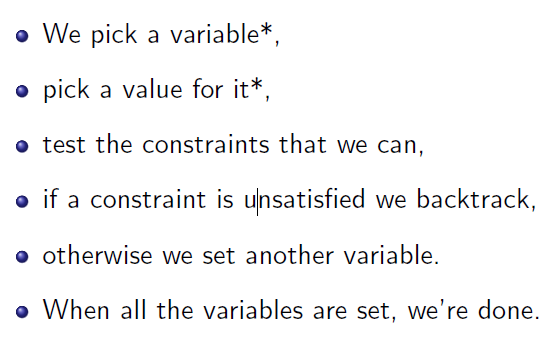 We pick a variable*,
pick a value for it*,
test the constraints that we can,
if a constraint is unsatisfied we backtrack,
otherwise we set another variable.
When all the variables are set, we're done.